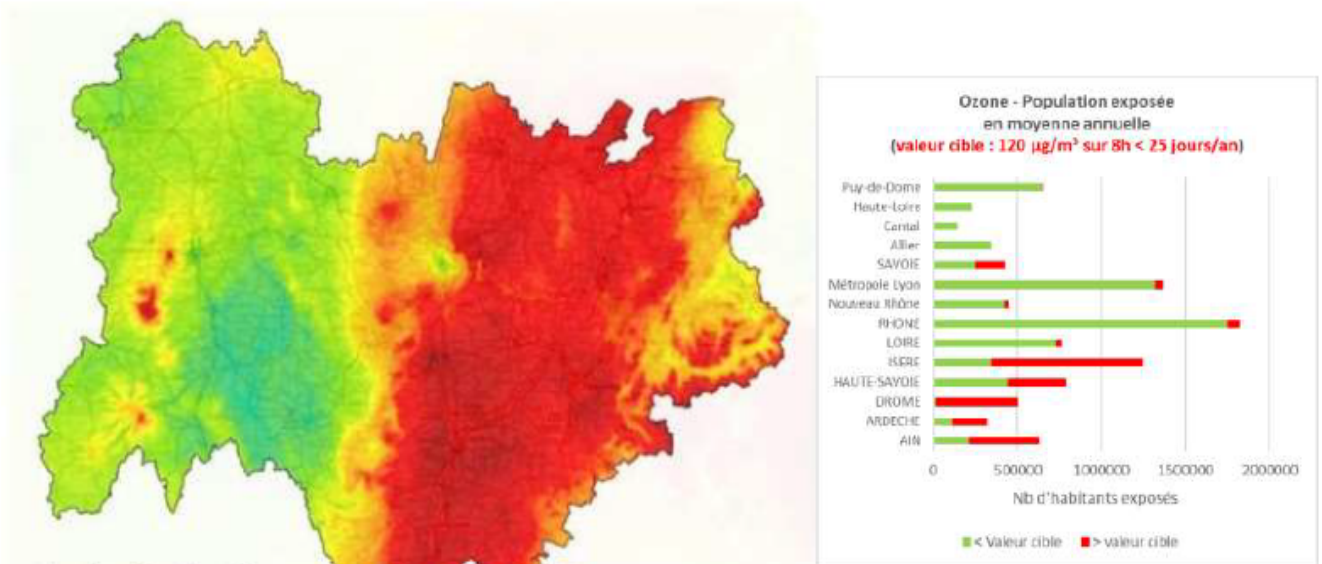 Ozone - Population exposée
en moyenne annuelle
(valeur cible : 120 µg/m³ sur 8h < 25 jours/an)
Puy-de-Dome
Haute-Loire
Cantal
Allier
SAVOIE
Métropole Lyon
Nouveau Rhône
RHONE
LOIRE
ISERE
HAUTE-SAVOIE
DROME
ARDECHE
AIN
0 500000 1000000 1500000 2000000
Nb d'habitants exposés
< Valeur cible > valeur cible